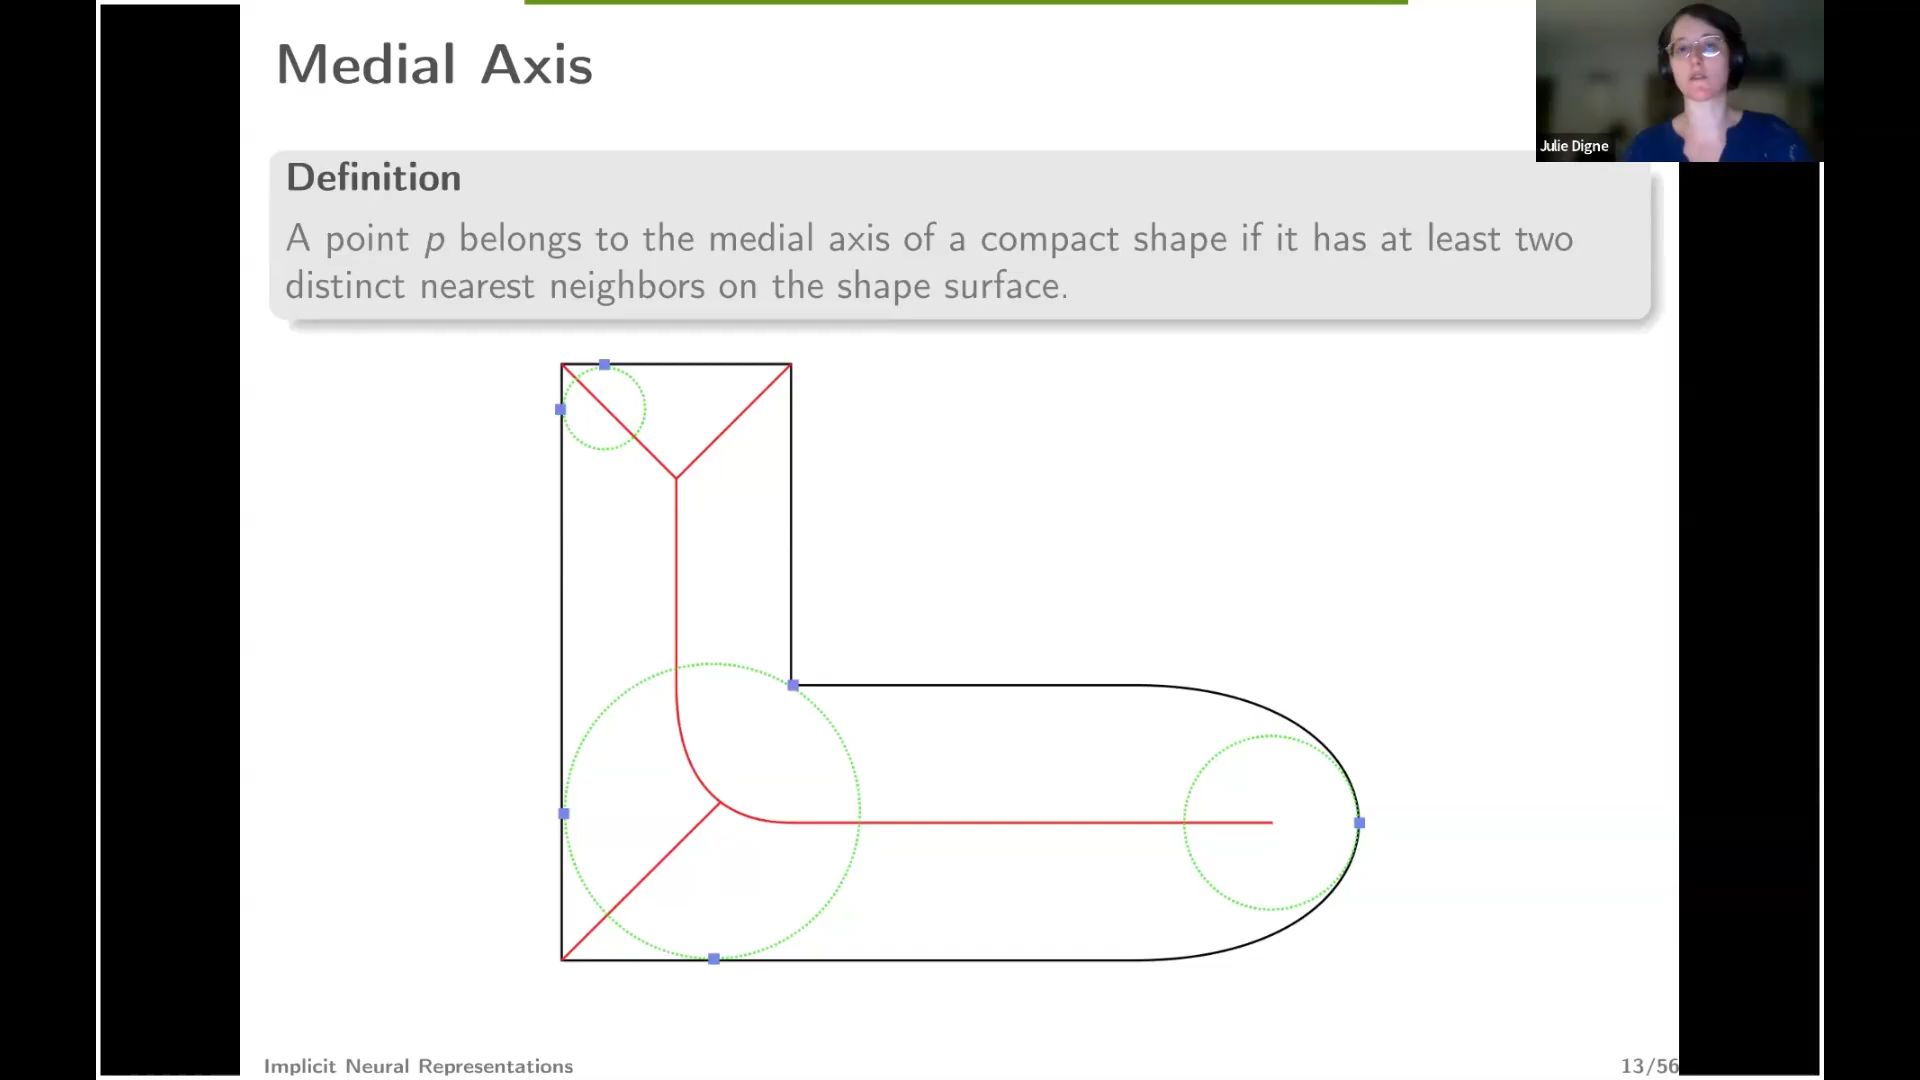 Medial Axis
Julie Digne
Definition
A point p belongs to the medial axis of a compact shape if it has at least two
distinct nearest neighbors on the shape surface.
Implicit Neural Representations
13/56